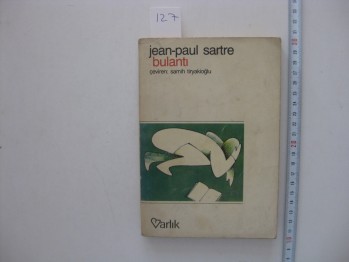 127
jean-paul sartre
bulantı
çeviren: samih tiryakioğlu
Varlık